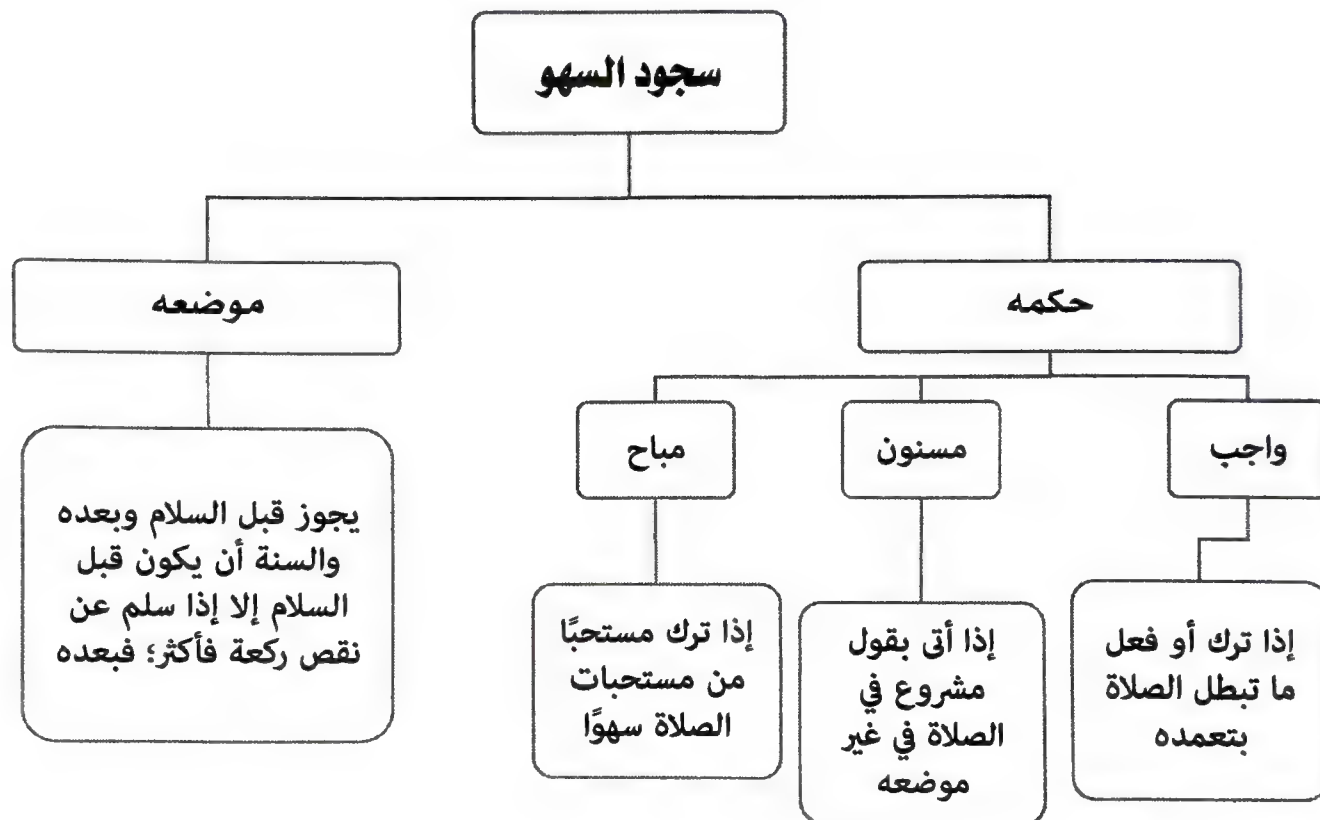 سجود السهو
حكمه
موضعه
واجب
مسنون
مباح
إذا ترك أو فعل
ما تبطل الصلاة
بتعمده
إذا أتى بقول
مشروع في
الصلاة في غير
موضعه
إذا ترك مستحبًا
من مستحبات
الصلاة سهوًا
يجوز قبل السلام وبعده
والسنة أن يكون قبل
السلام إلا إذا سلم عن
نقص ركعة فأكثر؛ فبعده